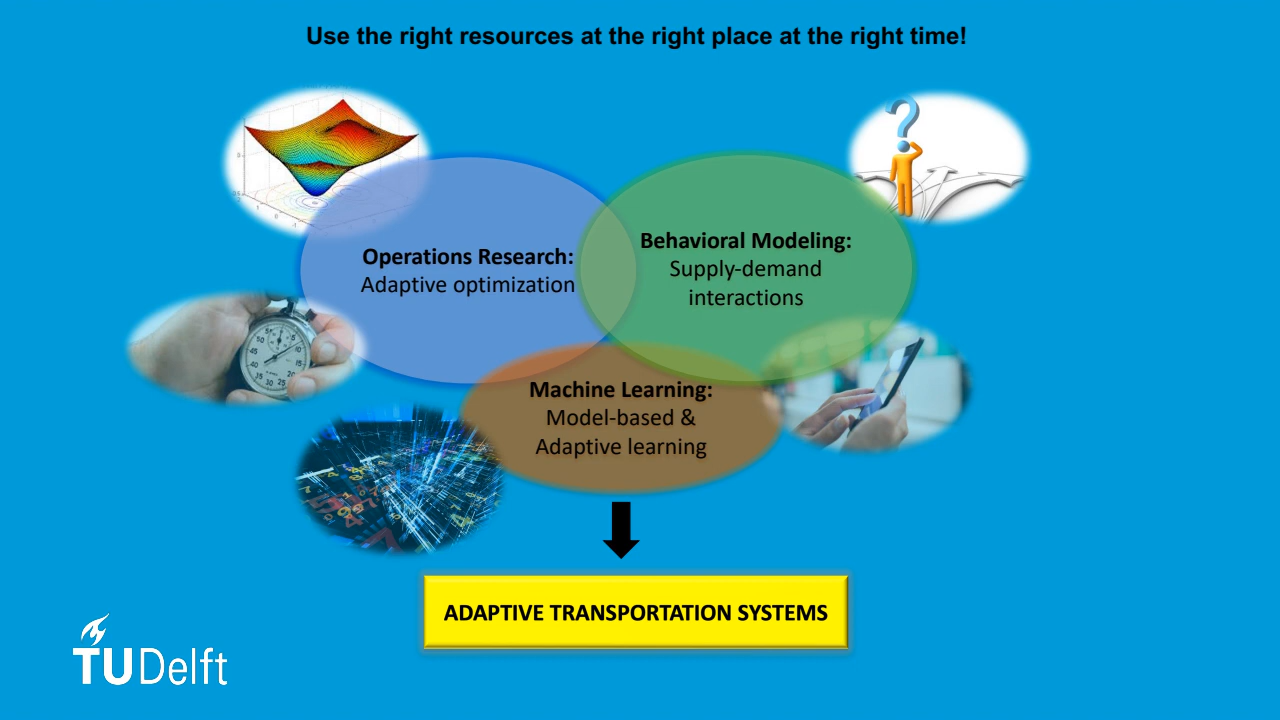 Use the right resources at the right place at the right time!
Operations Research:
Adaptive optimization
Behavioral Modeling:
Supply-demand
interactions
Machine Learning:
Model-based &
Adaptive learning
ADAPTIVE TRANSPORTATION SYSTEMS
TUDelft